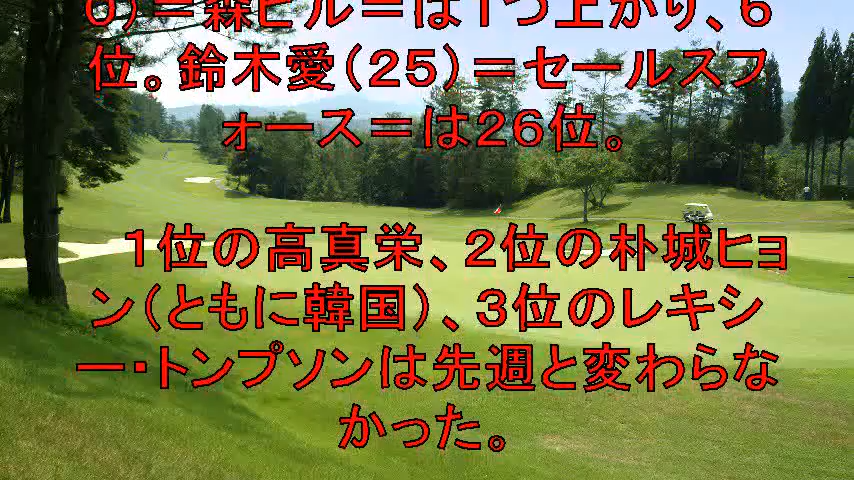 ０）＝森ビル＝は１つ上がり、６
位。鈴木愛（２５）＝セールスフ
ォース＝は２６位。
１位の高真栄、２位の朴城ヒョ
ン（ともに韓国）、３位のレキシ
ー・トンプソンは先週と変わらな
かった。